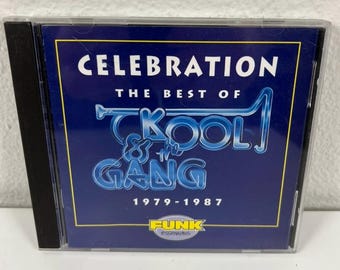 CELEBRATION
THE BEST OF
KOOL
& THE
GANG
1979-1987
FUNK